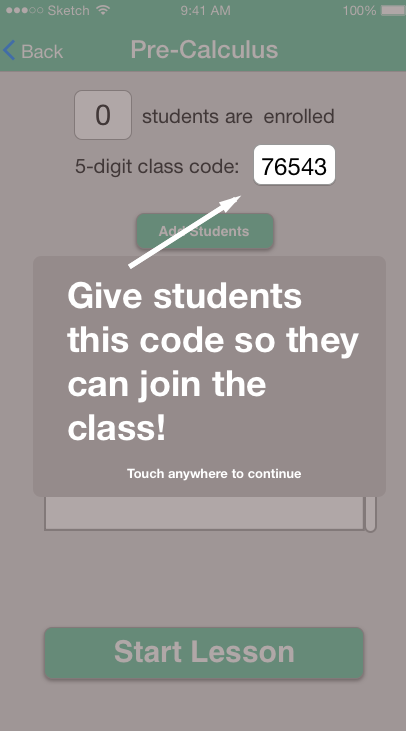 Sketch 9:41 AM 100%
Back Pre-Calculus
0 students are enrolled
5-digit class code: 76543
Add Students
Give students
this code so they
can join the
class!
Touch anywhere to continue
Start Lesson